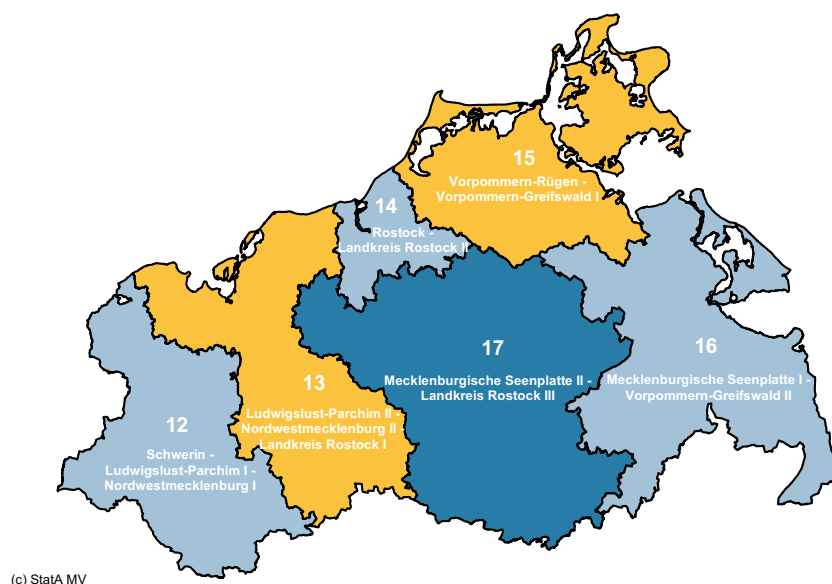 15
Vorpommern-Rügen -
Vorpommern-Greifswald I
14
Rostock -
Landkreis Rostock II
17
Mecklenburgische Seenplatte II -
Landkreis Rostock III
16
Mecklenburgische Seenplatte I -
Vorpommern-Greifswald II
13
Ludwigslust-Parchim II -
Nordwestmecklenburg II -
Landkreis Rostock I
12
Schwerin -
Ludwigslust-Parchim I -
Nordwestmecklenburg I
(c) StatA MV